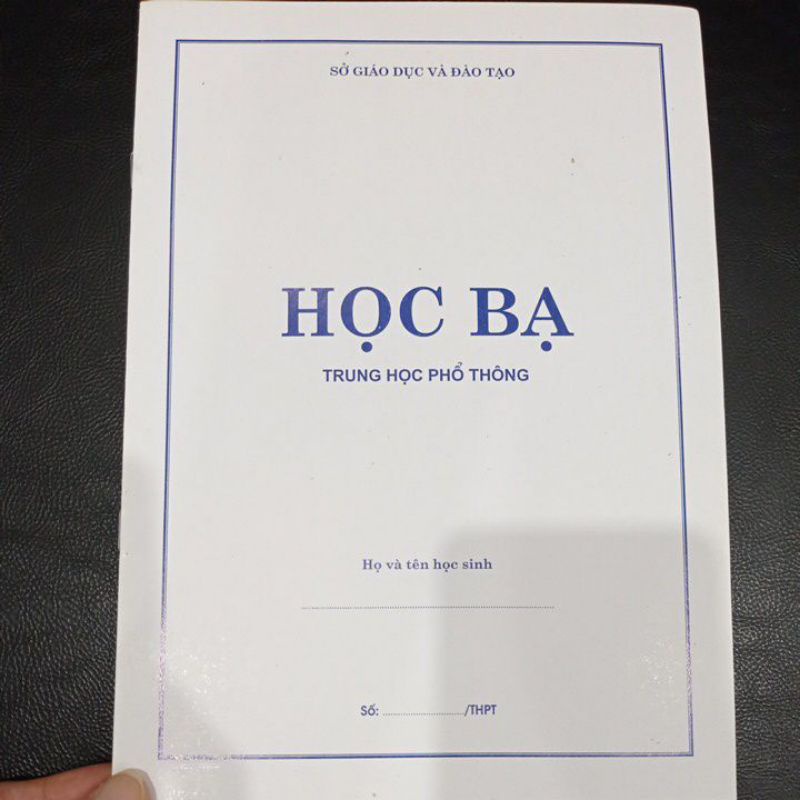 SỞ GIÁO DỤC VÀ ĐÀO TẠO
HỌC BẠ
TRUNG HỌC PHỔ THÔNG
Họ và tên học sinh
Số: ............................/THPT